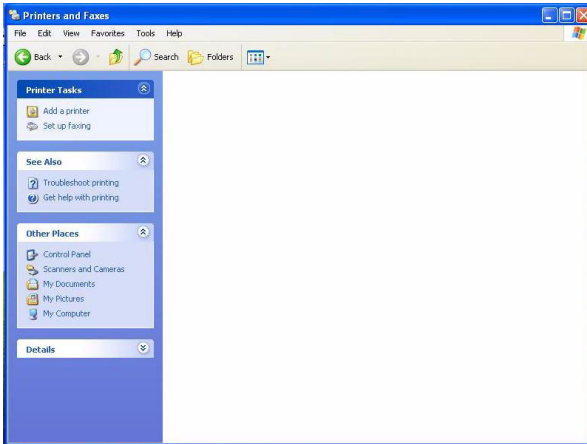 Printers and Faxes
File Edit View Favorites Tools Help
Back Search Folders
Printer Tasks
Add a printer
Set up faxing
See Also
Troubleshoot printing
Get help with printing
Other Places
Control Panel
Scanners and Cameras
My Documents
My Pictures
My Computer
Details